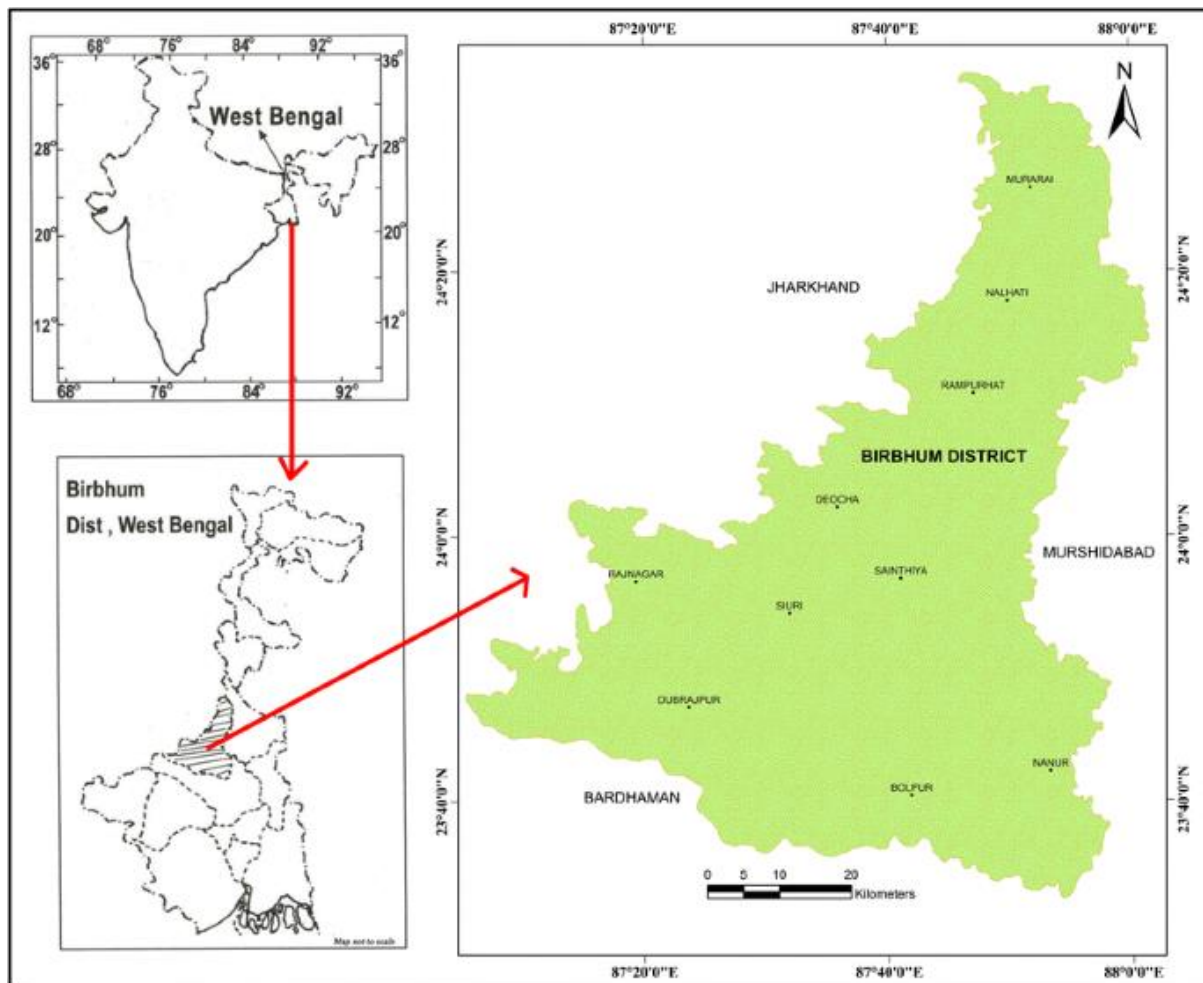 68° 76° 84° 92°
36°
28°
20°
12°
36°
28°
20°
12°
68° 72° 84° 92°
West Bengal
Birbhum
Dist , West Bengal
Map not to scale
87°20'0"E 87°40'0"E 88°0'0"E
N
MURARAI
24°20'0"N
24°20'0"N
JHARKHAND
NALHATI
RAMPURHAT
BIRBHUM DISTRICT
DEOCHA
24°0'0"N
24°0'0"N
MURSHIDABAD
RAJNAGAR
SAINTHIYA
SIURI
DUBRAJPUR
NANUR
BARDHAMAN
BOLPUR
23°40'0"N
23°40'0"N
0 5 10 20
Kilometers
87°20'0"E 87°40'0"E 88°0'0"E